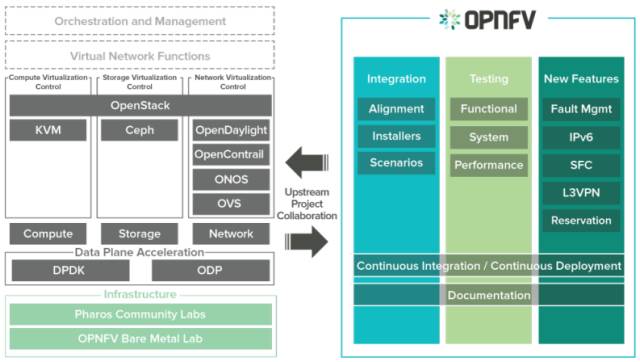 Orchestration and Management
Virtual Network Functions
Compute Virtualization
Control
Storage Virtualization
Control
Network Virtualization
Control
OpenStack
KVM
Ceph
OpenDaylight
OpenContrail
ONOS
OVS
Compute
Storage
Network
Data Plane Acceleration
DPDK
ODP
Infrastructure
Pharos Community Labs
OPNFV Bare Metal Lab
Upstream
Project
Collaboration
OPNFV
Integration
Alignment
Installers
Scenarios
Testing
Functional
System
Performance
New Features
Fault Mgmt
IPv6
SFC
L3VPN
Reservation
Continuous Integration / Continuous Deployment
Documentation